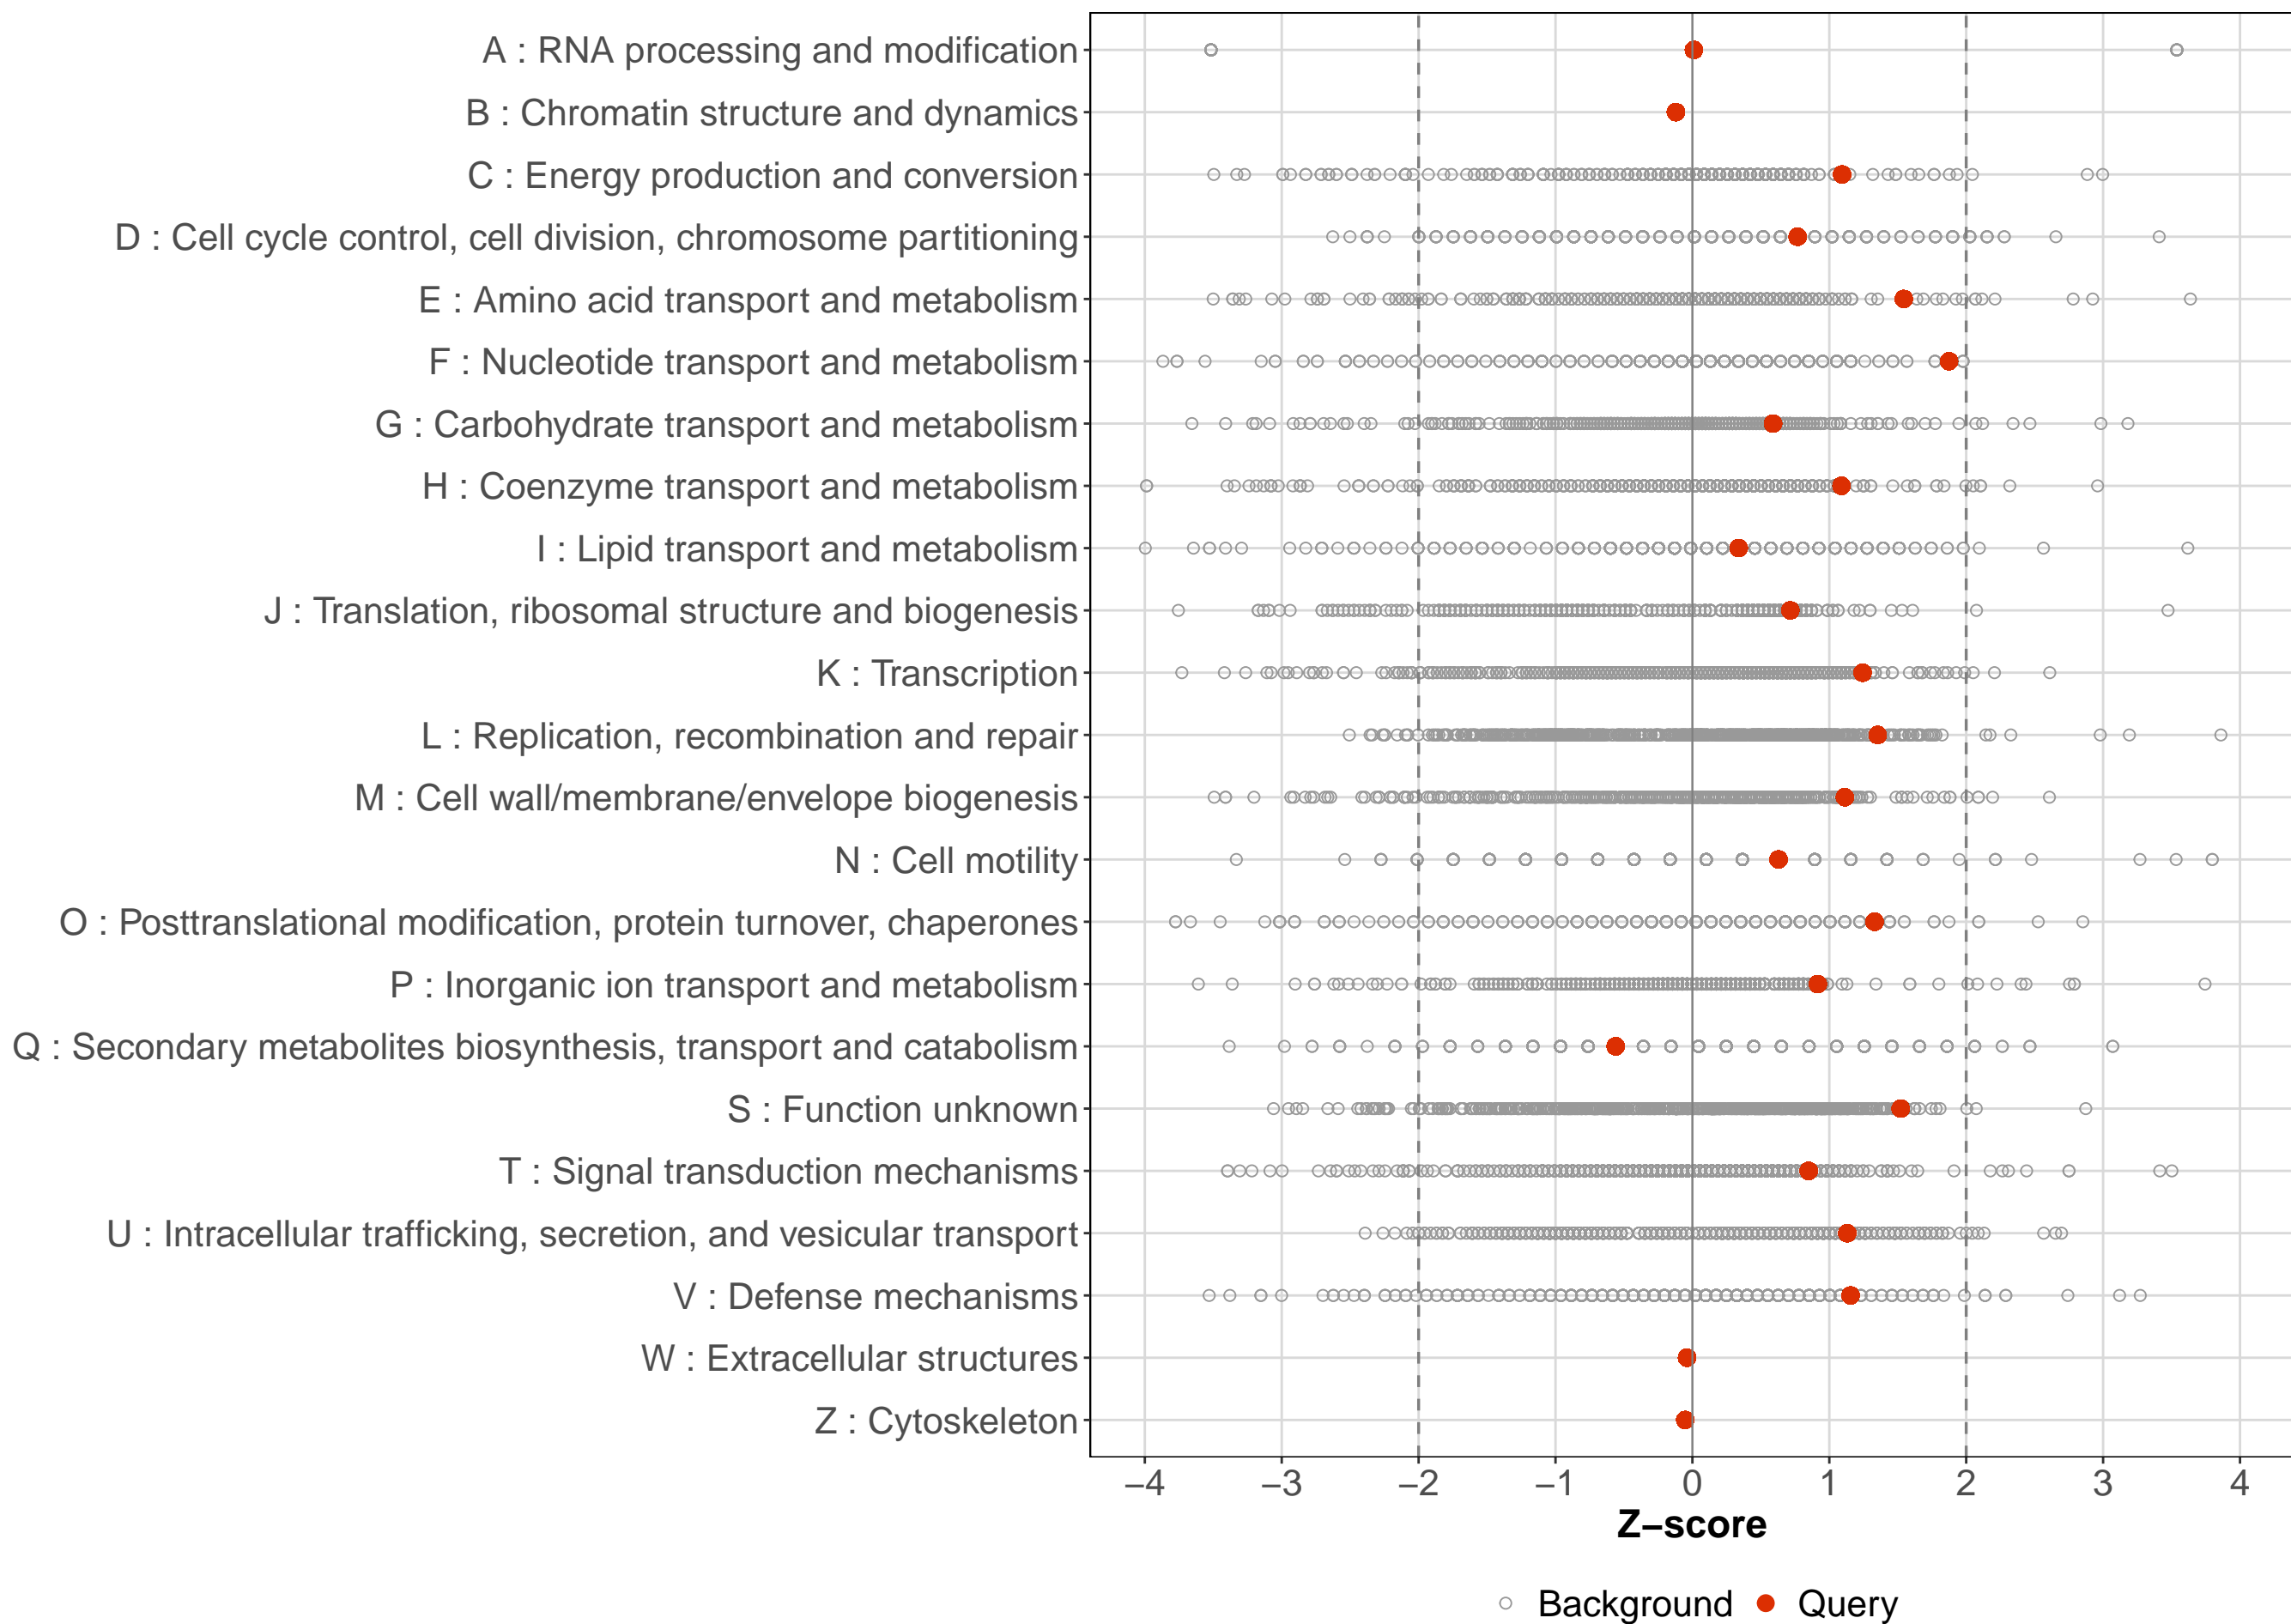 A : RNA processing and modification
B : Chromatin structure and dynamics
C : Energy production and conversion
D : Cell cycle control, cell division, chromosome partitioning
E : Amino acid transport and metabolism
F : Nucleotide transport and metabolism
G : Carbohydrate transport and metabolism
H : Coenzyme transport and metabolism
I : Lipid transport and metabolism
J : Translation, ribosomal structure and biogenesis
K : Transcription
L : Replication, recombination and repair
M : Cell wall/membrane/envelope biogenesis
N : Cell motility
O : Posttranslational modification, protein turnover, chaperones
P : Inorganic ion transport and metabolism
Q : Secondary metabolites biosynthesis, transport and catabolism
S : Function unknown
T : Signal transduction mechanisms
U : Intracellular trafficking, secretion, and vesicular transport
V : Defense mechanisms
W : Extracellular structures
Z : Cytoskeleton
−4 −3 −2 −1 0 1 2 3 4
Z−score
Background Query